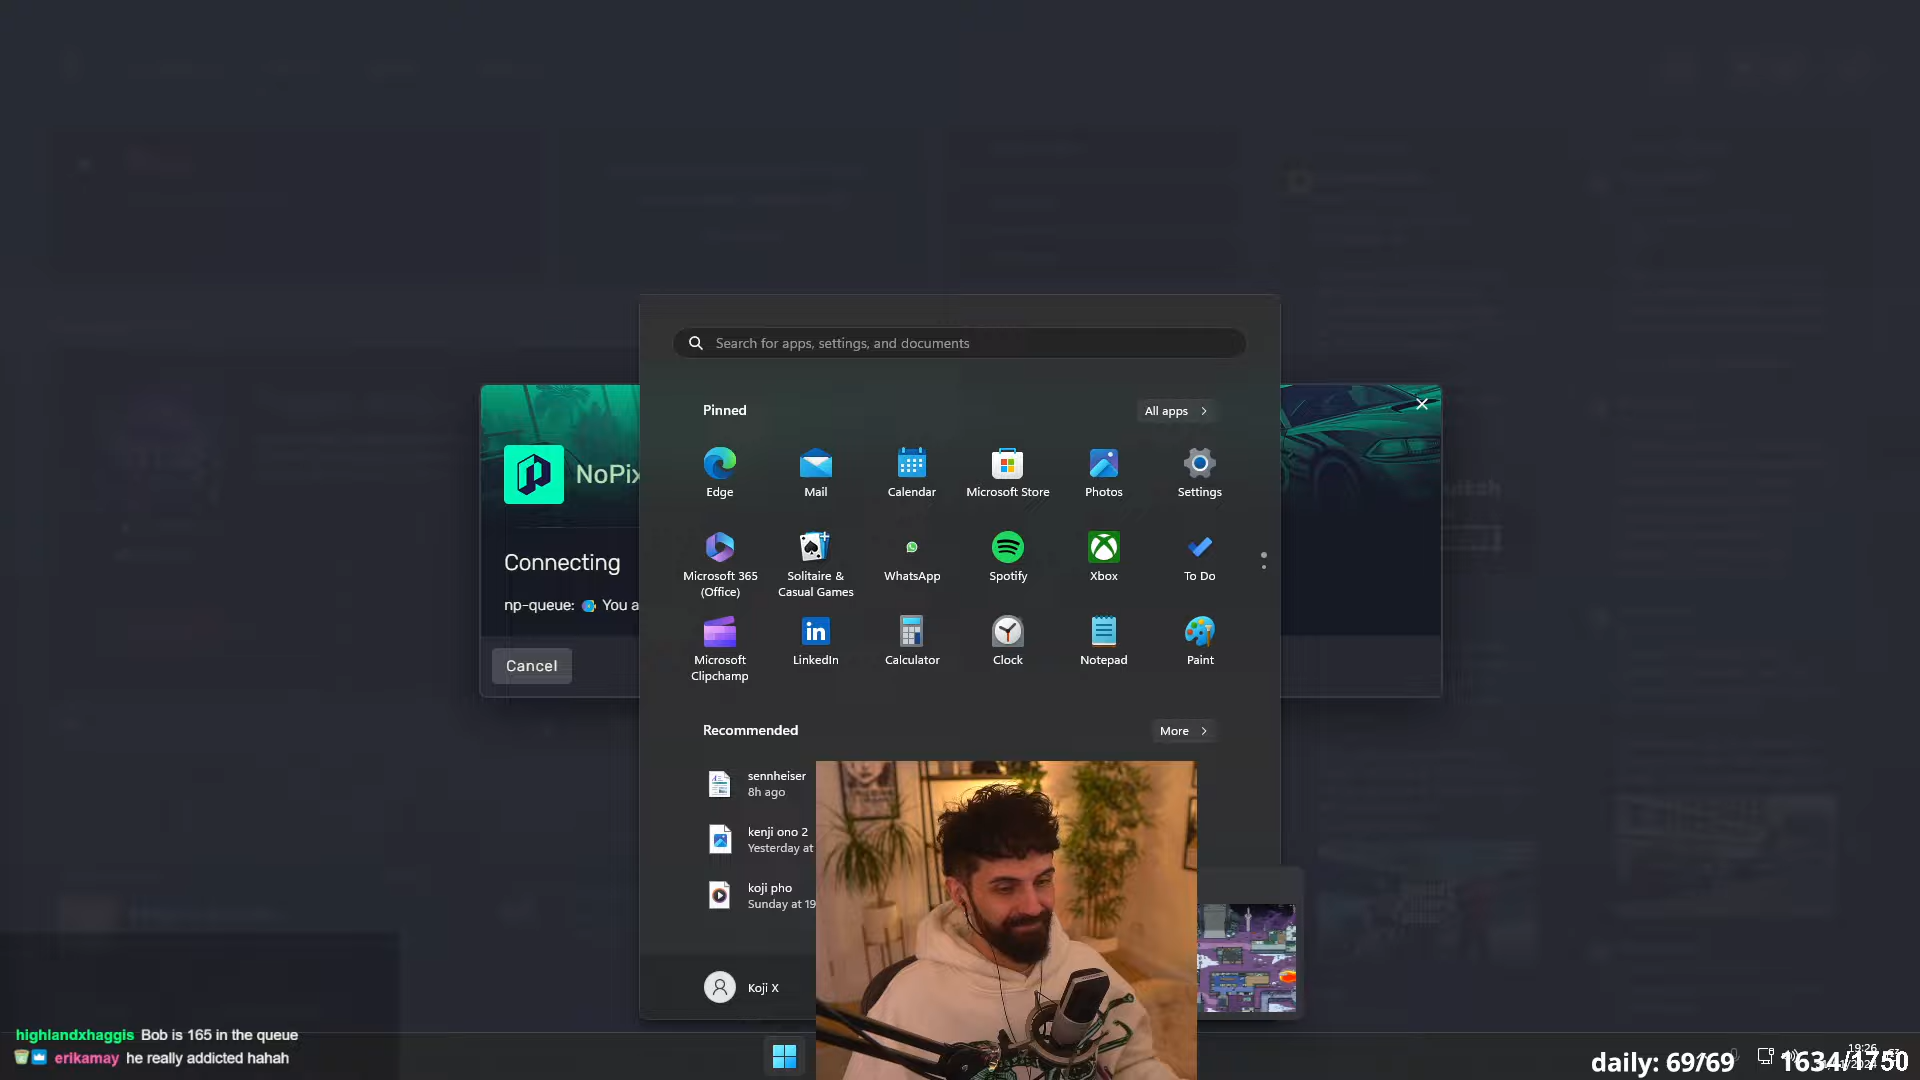 Search for apps, settings, and documents
Pinned
All apps
Edge
Mail
Calendar
Microsoft Store
Photos
Settings
NoPix
Microsoft 365
(Office)
Solitaire &
Casual Games
WhatsApp
Spotify
Xbox
To Do
Connecting
np-queue: You a
Microsoft
Clipchamp
LinkedIn
Calculator
Clock
Notepad
Paint
Cancel
Recommended
More
sennheiser
8h ago
kenji ono 2
Yesterday at
koji pho
Sunday at 19
Koji X
highlandxhaggis Bob is 165 in the queue
erikamay he really addicted hahah
daily: 69/69
1634/1750
19:26